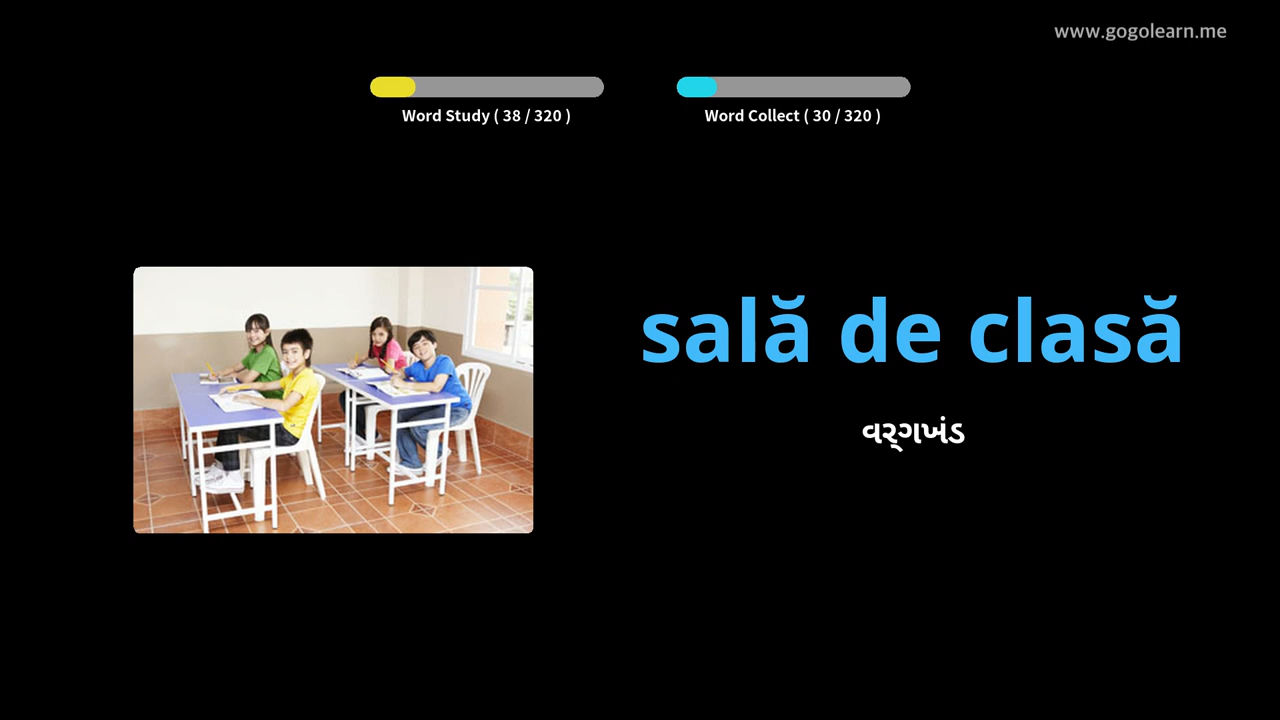 www.gogolearn.me
Word Study ( 38 / 320 )
Word Collect ( 30 / 320 )
sală de clasă
વર્ગખંડ